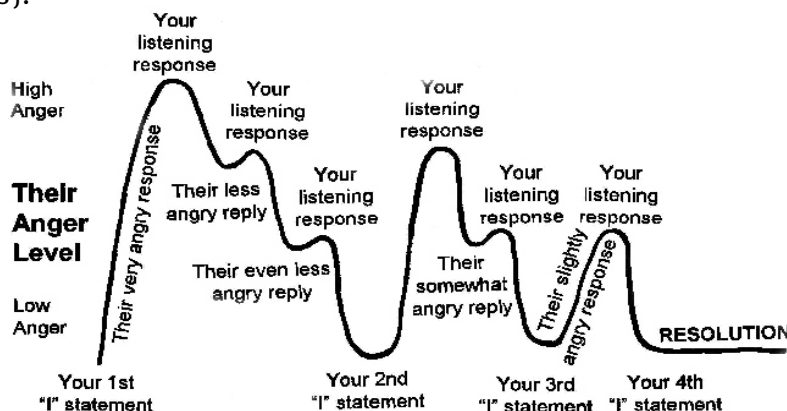 Your
listening
response
High
Anger
Your
listening
response
Your
listening
response
Their very angry response
Their less
angry reply
Your
listening
response
Your
listening
response
Your
listening
response
Their
Anger
Level
Their even less
angry reply
Their
somewhat
angry reply
Their slightly
angry response
Low
Anger
RESOLUTION
Your 1st
"I" statement
Your 2nd
"I" statement
Your 3rd
"I" statement
Your 4th
"I" statement